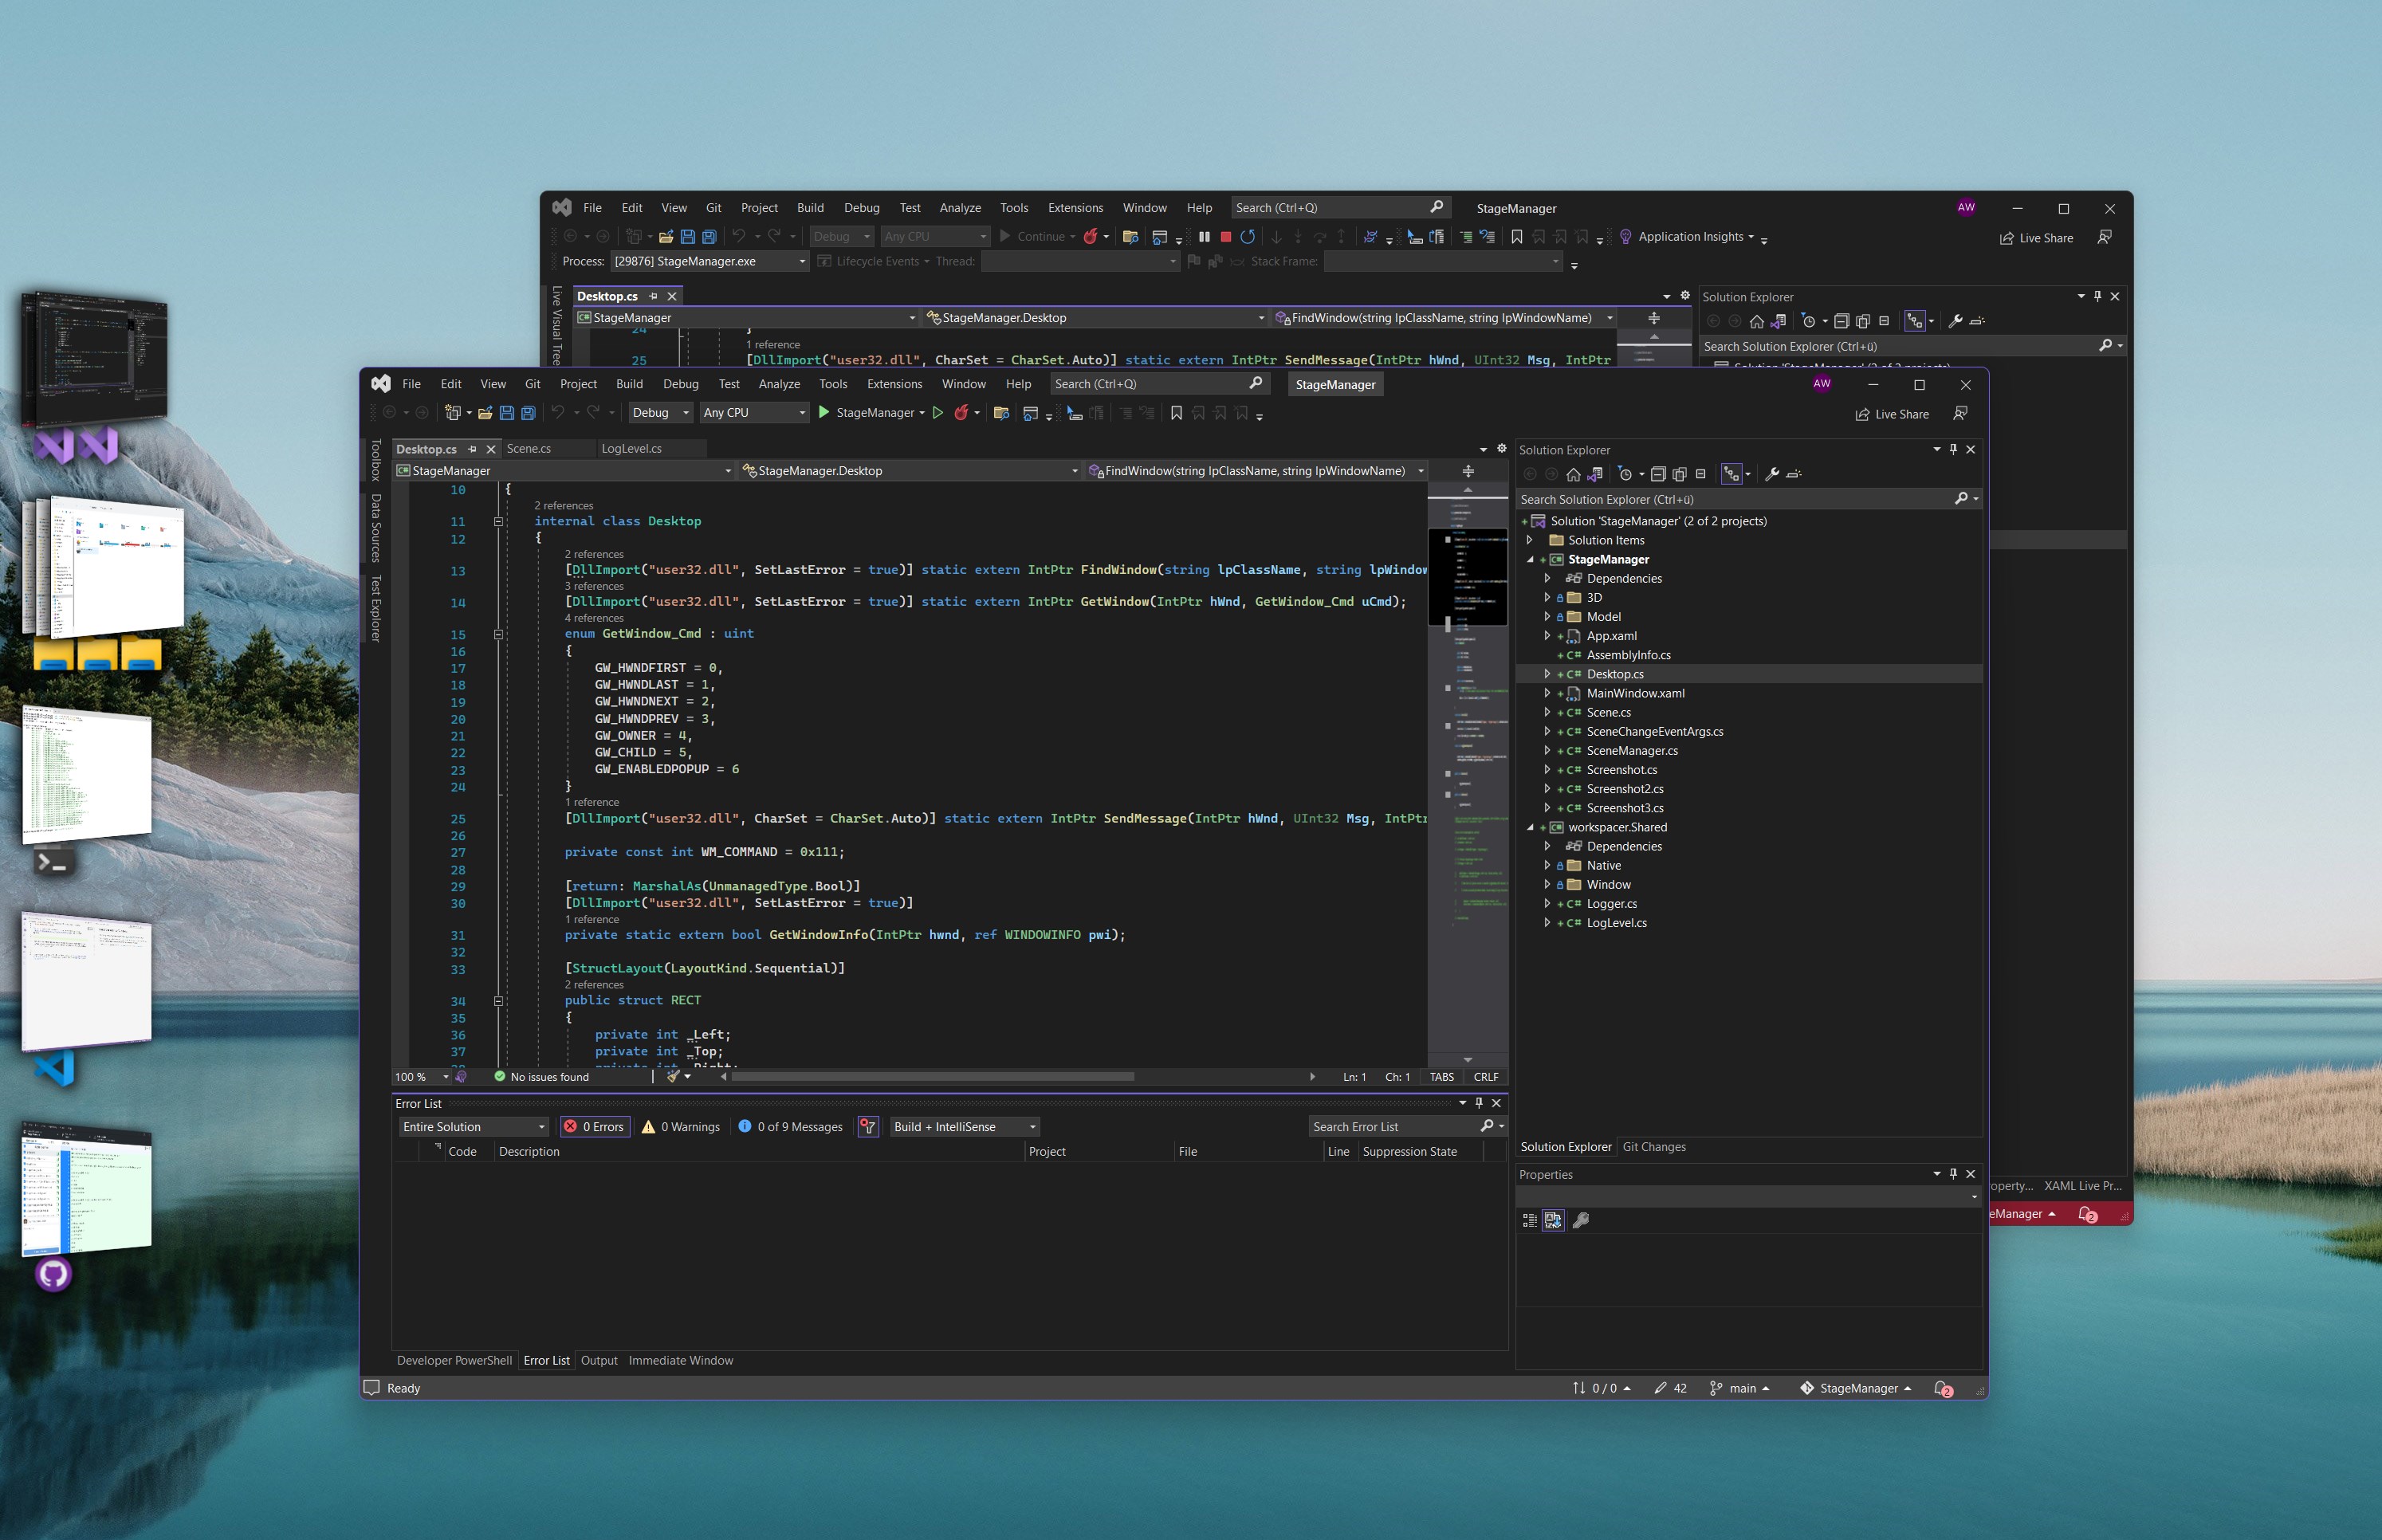 File Edit View Git Project Build Debug Test Analyze Tools Extensions Window Help Search (Ctrl+Q) StageManager AW
Debug Any CPU Continue Application Insights Live Share
Process: [29876] StageManager.exe Lifecycle Events Thread: Stack Frame:
Live Visual Tree
Desktop.cs
StageManager StageManager.Desktop FindWindow(string lpClassName, string lpWindowName)
24 }
1 reference
25 [DllImport("user32.dll", CharSet = CharSet.Auto)] static extern IntPtr SendMessage(IntPtr hWnd, UInt32 Msg, IntPtr
Solution Explorer
Search Solution Explorer (Ctrl+ü)
Solution 'StageManager' (2 of 2 projects)
File Edit View Git Project Build Debug Test Analyze Tools Extensions Window Help Search (Ctrl+Q) StageManager AW
Debug Any CPU StageManager Live Share
Toolbox
Data Sources
Test Explorer
Desktop.cs Scene.cs LogLevel.cs
StageManager StageManager.Desktop FindWindow(string lpClassName, string lpWindowName)
10 {
2 references
11 internal class Desktop
12 {
2 references
13 [DllImport("user32.dll", SetLastError = true)] static extern IntPtr FindWindow(string lpClassName, string lpWindow
3 references
14 [DllImport("user32.dll", SetLastError = true)] static extern IntPtr GetWindow(IntPtr hWnd, GetWindow_Cmd uCmd);
4 references
15 enum GetWindow_Cmd : uint
16 {
17 GW_HWNDFIRST = 0,
18 GW_HWNDLAST = 1,
19 GW_HWNDNEXT = 2,
20 GW_HWNDPREV = 3,
21 GW_OWNER = 4,
22 GW_CHILD = 5,
23 GW_ENABLEDPOPUP = 6
24 }
1 reference
25 [DllImport("user32.dll", CharSet = CharSet.Auto)] static extern IntPtr SendMessage(IntPtr hWnd, UInt32 Msg, IntPtr
26
27 private const int WM_COMMAND = 0x111;
28
29 [return: MarshalAs(UnmanagedType.Bool)]
30 [DllImport("user32.dll", SetLastError = true)]
1 reference
31 private static extern bool GetWindowInfo(IntPtr hwnd, ref WINDOWINFO pwi);
32
33 [StructLayout(LayoutKind.Sequential)]
2 references
34 public struct RECT
35 {
36 private int _Left;
37 private int _Top;
38 private int _Right;
100 % No issues found Ln: 1 Ch: 1 TABS CRLF
Error List
Entire Solution 0 Errors 0 Warnings 0 of 9 Messages Build + IntelliSense Search Error List
Code Description Project File Line Suppression State
Developer PowerShell Error List Output Immediate Window
Solution Explorer
Search Solution Explorer (Ctrl+ü)
Solution 'StageManager' (2 of 2 projects)
Solution Items
StageManager
Dependencies
3D
Model
App.xaml
AssemblyInfo.cs
Desktop.cs
MainWindow.xaml
Scene.cs
SceneChangeEventArgs.cs
SceneManager.cs
Screenshot.cs
Screenshot2.cs
Screenshot3.cs
workspacer.Shared
Dependencies
Native
Window
Logger.cs
LogLevel.cs
Solution Explorer Git Changes
Properties
operty... XAML Live Pr...
eManager 2
Ready 0 / 0 42 main StageManager 2